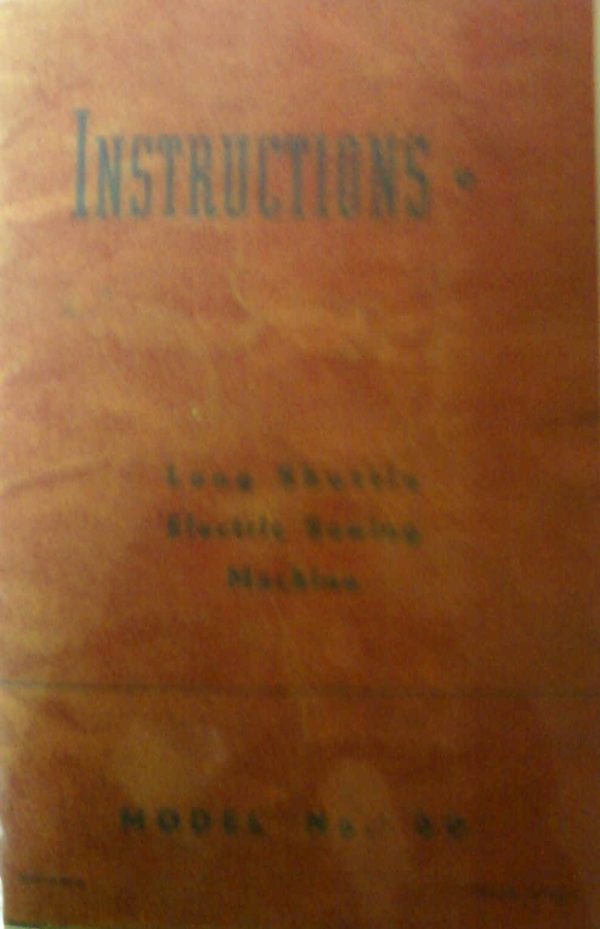 INSTRUCTIONS
Long Shuttle
Electric Sewing
Machine
MODEL No.